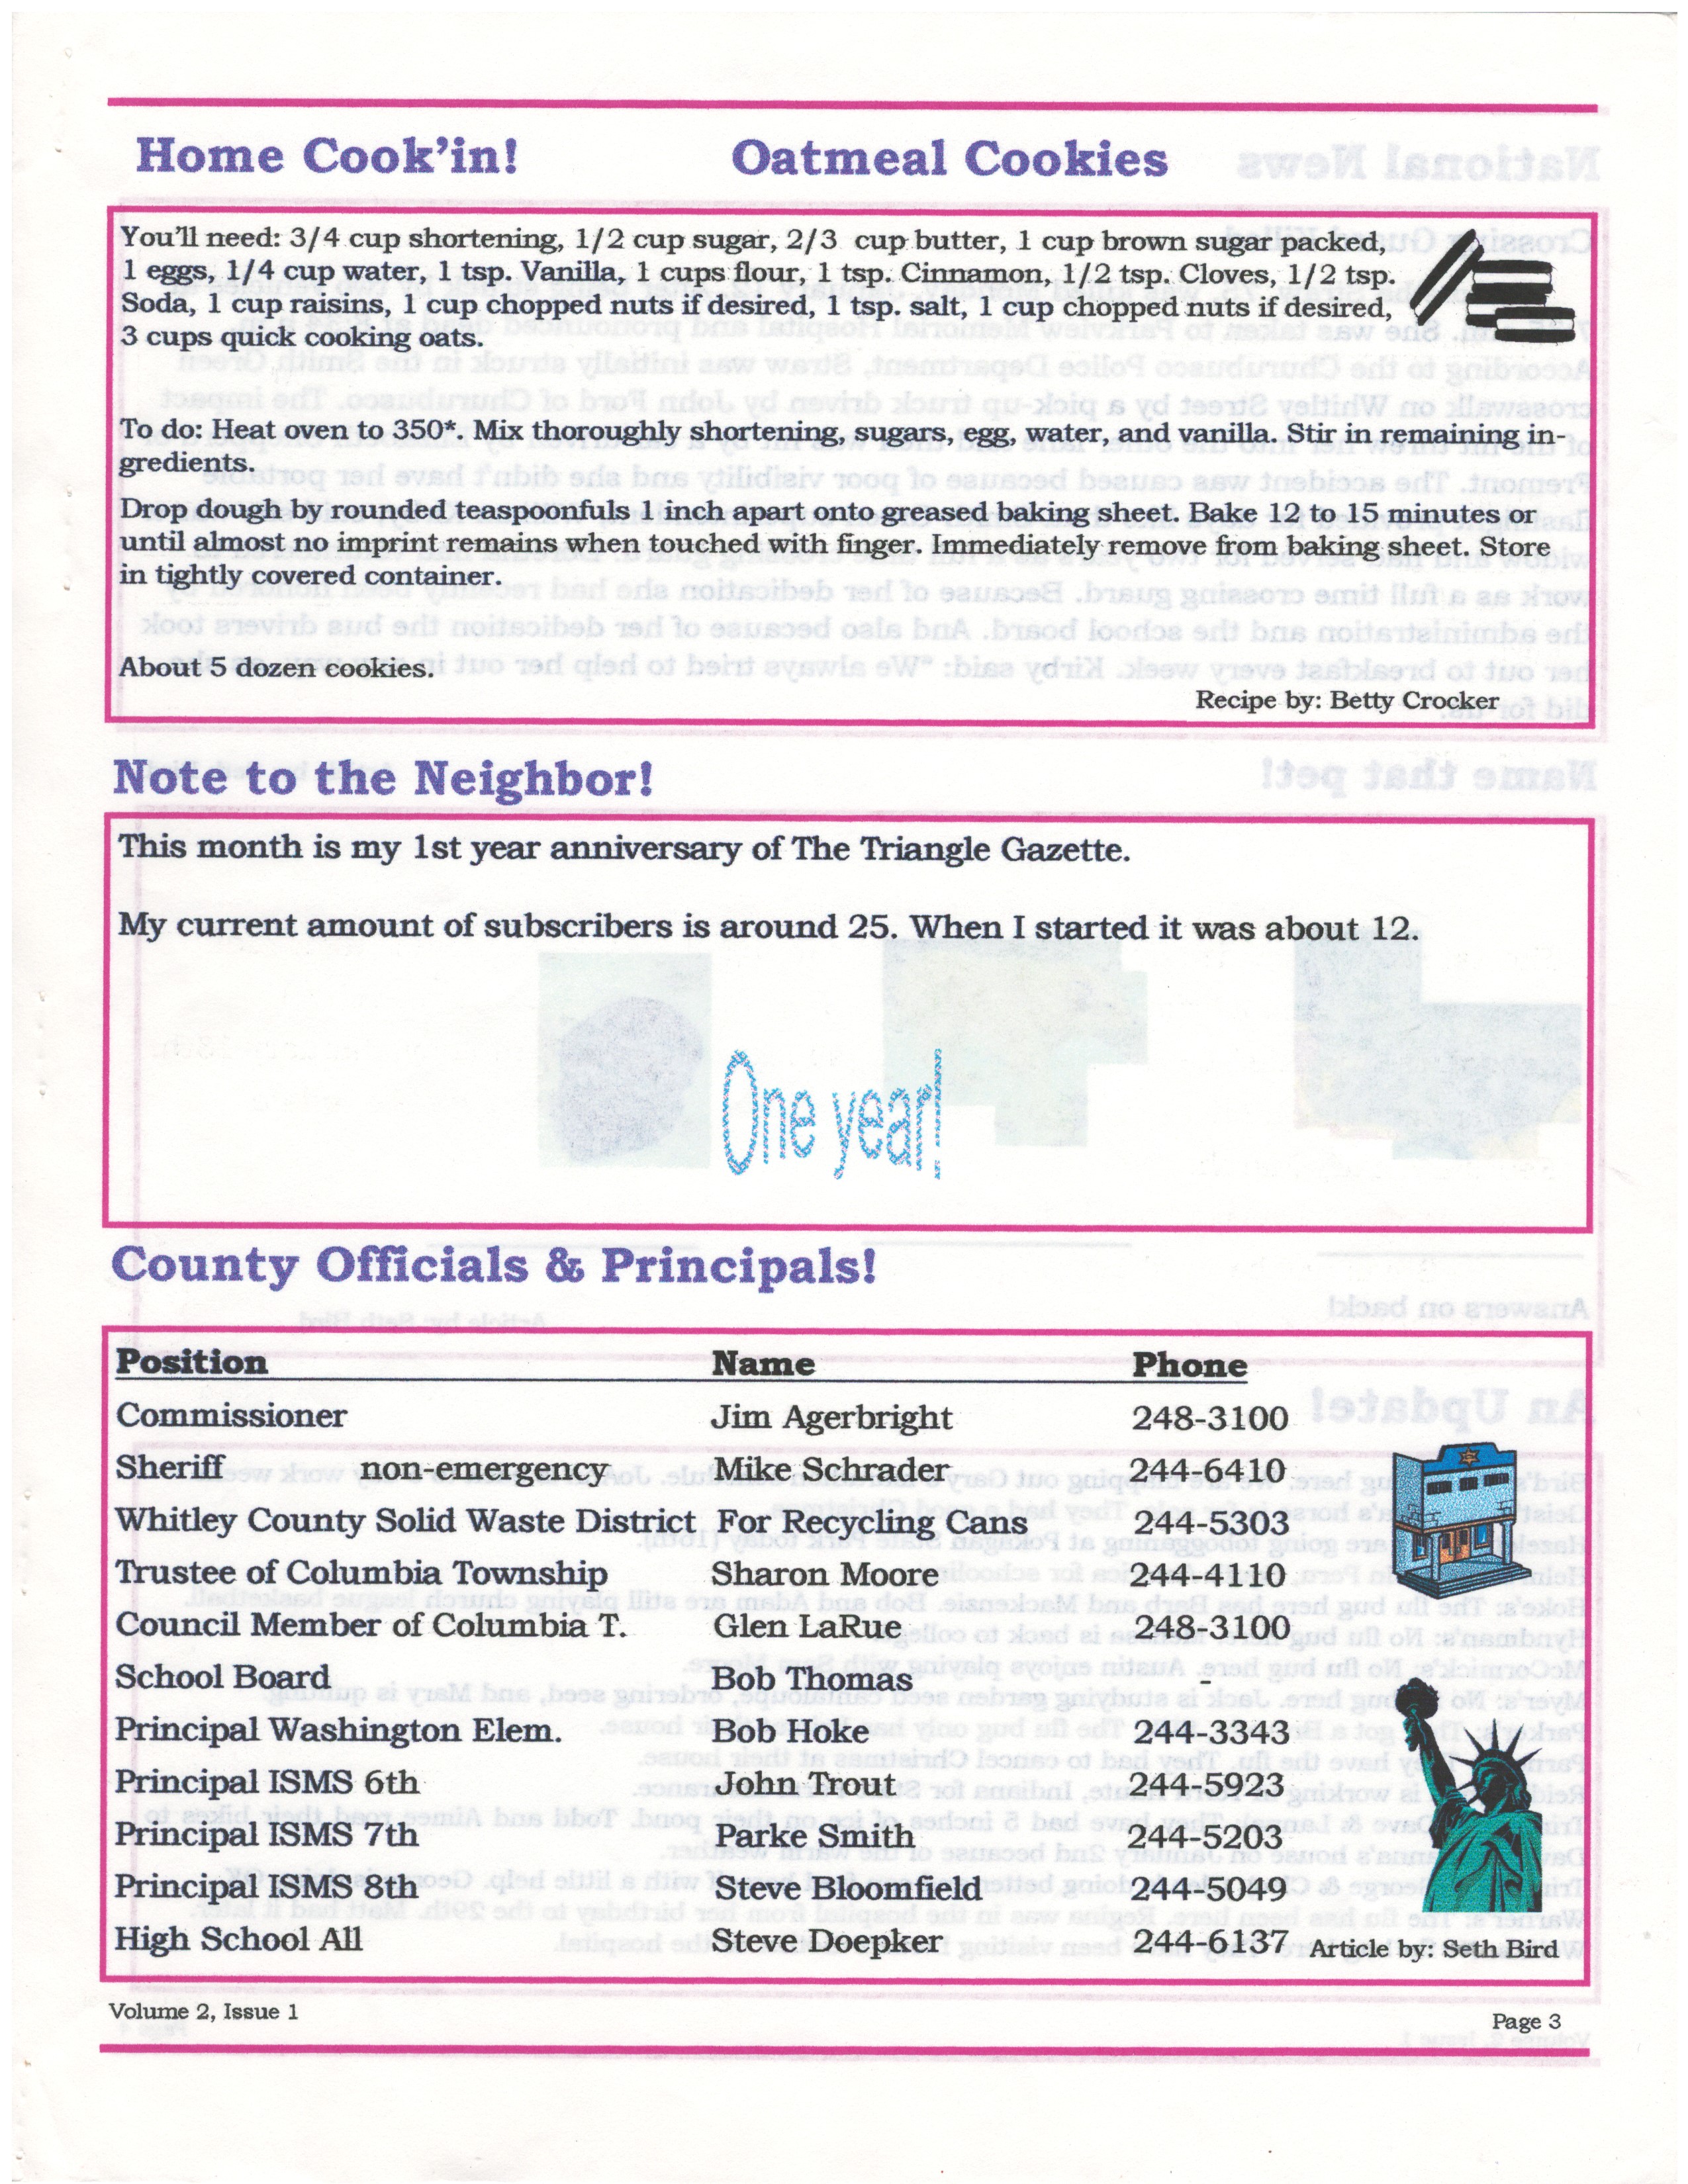 Home Cook'in! Oatmeal Cookies
You'll need: 3/4 cup shortening, 1/2 cup sugar, 2/3 cup butter, 1 cup brown sugar packed,
1 eggs, 1/4 cup water, 1 tsp. Vanilla, 1 cups flour, 1 tsp. Cinnamon, 1/2 tsp. Cloves, 1/2 tsp.
Soda, 1 cup raisins, 1 cup chopped nuts if desired, 1 tsp. salt, 1 cup chopped nuts if desired,
3 cups quick cooking oats.
To do: Heat oven to 350*. Mix thoroughly shortening, sugars, egg, water, and vanilla. Stir in remaining in-
gredients.
Drop dough by rounded teaspoonfuls 1 inch apart onto greased baking sheet. Bake 12 to 15 minutes or
until almost no imprint remains when touched with finger. Immediately remove from baking sheet. Store
in tightly covered container.
About 5 dozen cookies.
Recipe by: Betty Crocker
Note to the Neighbor!
This month is my 1st year anniversary of The Triangle Gazette.
My current amount of subscribers is around 25. When I started it was about 12.
One year!
County Officials & Principals!
Position Name Phone
Commissioner Jim Agerbright 248-3100
Sheriff non-emergency Mike Schrader 244-6410
Whitley County Solid Waste District For Recycling Cans 244-5303
Trustee of Columbia Township Sharon Moore 244-4110
Council Member of Columbia T. Glen LaRue 248-3100
School Board Bob Thomas -
Principal Washington Elem. Bob Hoke 244-3343
Principal ISMS 6th John Trout 244-5923
Principal ISMS 7th Parke Smith 244-5203
Principal ISMS 8th Steve Bloomfield 244-5049
High School All Steve Doepker 244-6137 Article by: Seth Bird
Volume 2, Issue 1 Page 3